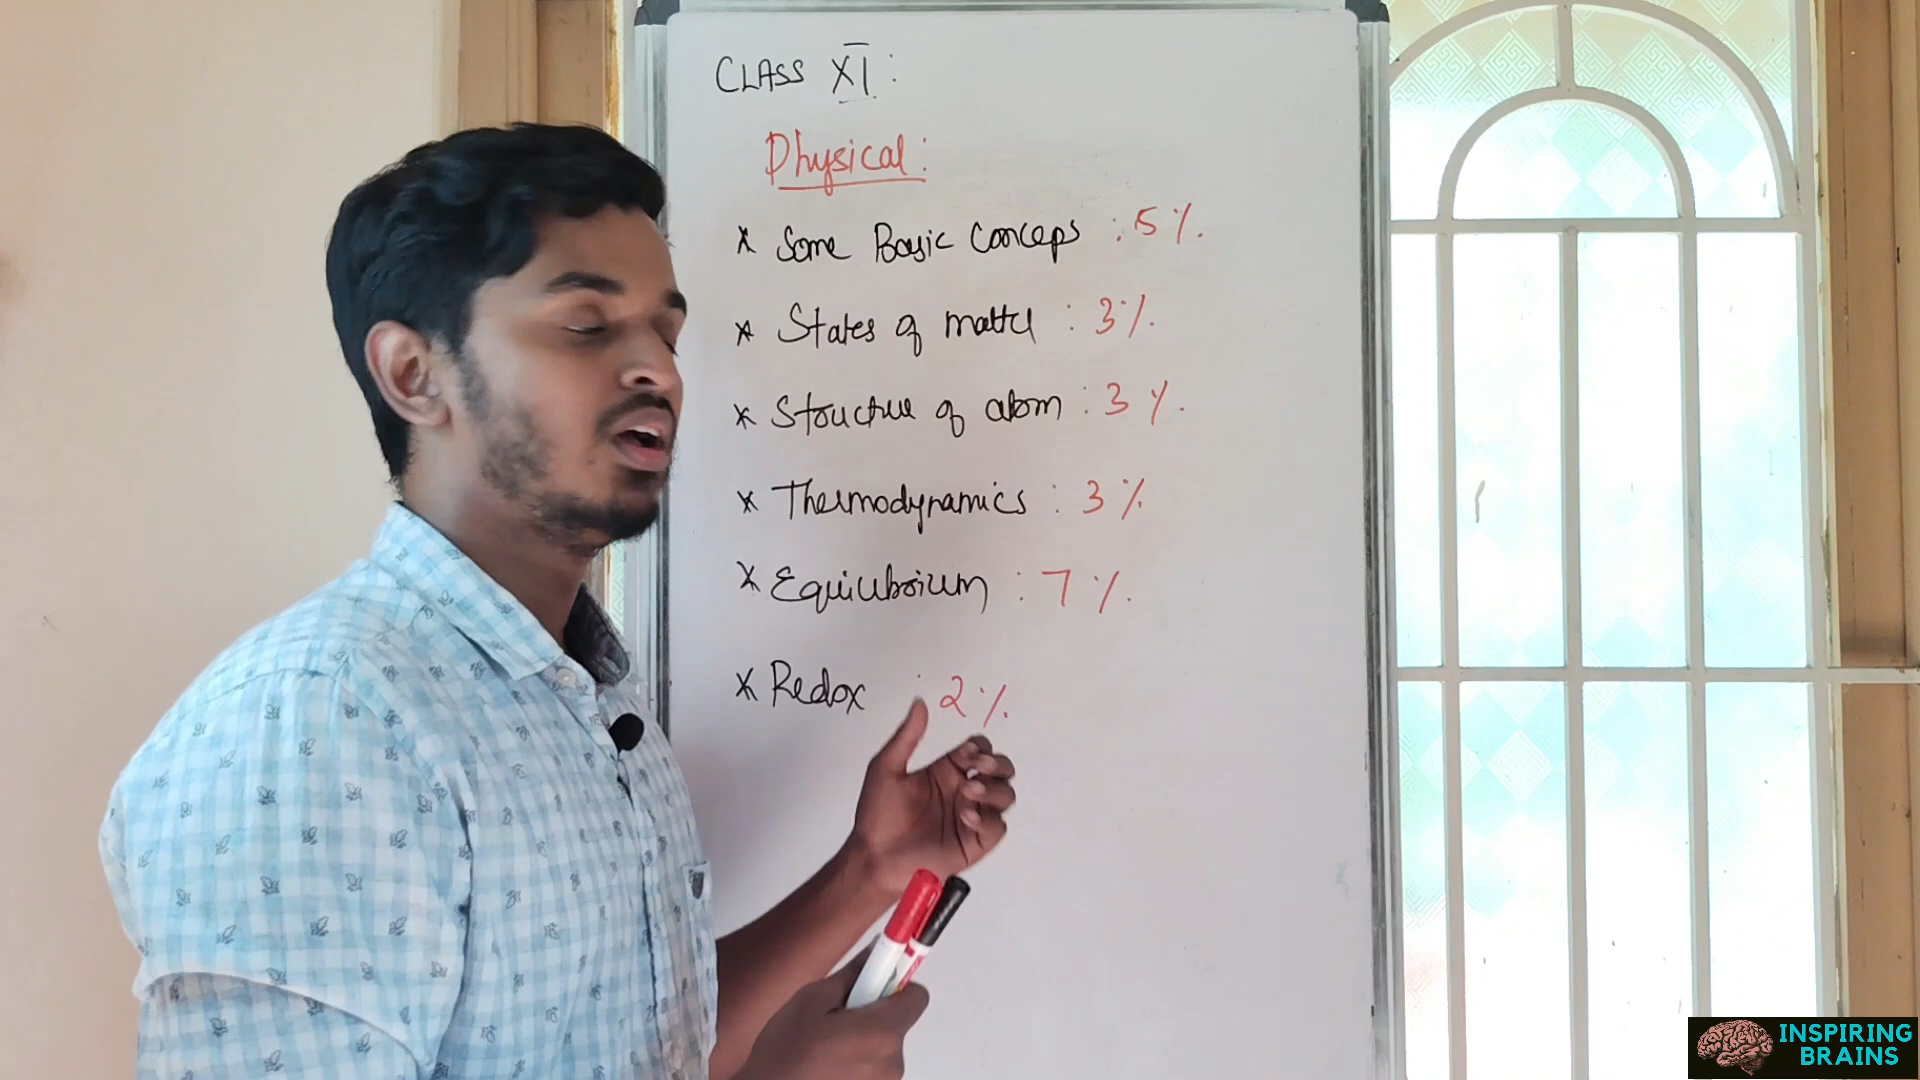 CLASS XI :
Physical :
* Some Basic Conceps : 5%.
* States of matter : 3%.
* Structure of atom : 3%.
* Thermodynamics : 3%
* Equilibrium : 7%.
* Redox : 2%.
INSPIRING
BRAINS